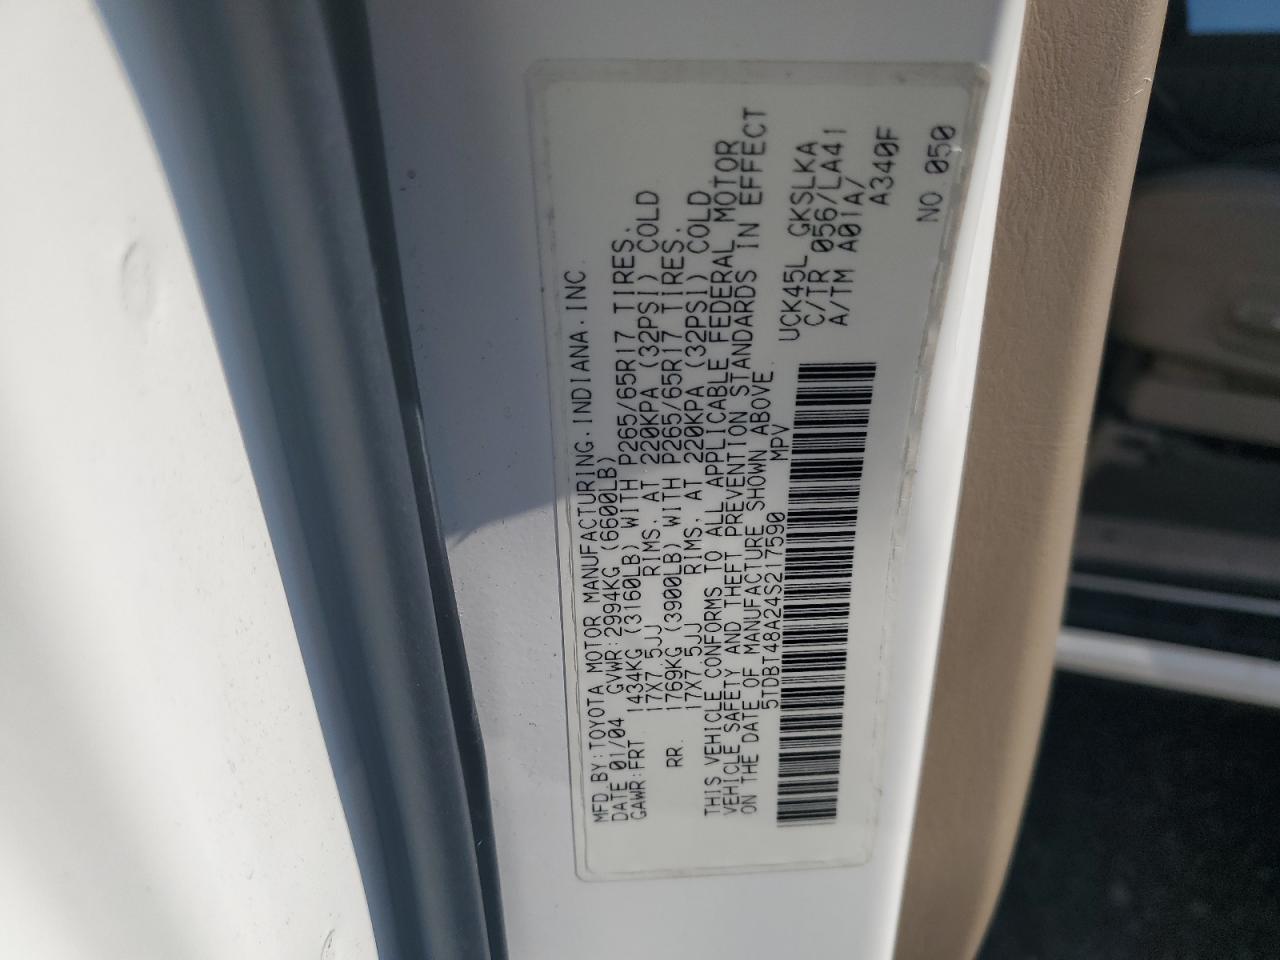 MFD.BY:TOYOTA MOTOR MANUFACTURING.INDIANA.INC.
DATE 01/04 GVWR:2994KG(6600LB)
GAWR:FRT 1434KG(3160LB)WITH P265/65R17 TIRES.
17X7.5JJ RIMS.AT 220KPA(32PSI)COLD
RR. 1769KG(3900LB)WITH P265/65R17 TIRES.
17X7.5JJ RIMS.AT 220KPA(32PSI)COLD
THIS VEHICLE CONFORMS TO ALL APPLICABLE FEDERAL MOTOR
VEHICLE SAFETY AND THEFT PREVENTION STANDARDS IN EFFECT
ON THE DATE OF MANUFACTURE SHOWN ABOVE.
5TDBT48A24S217590 MPV
UCK45L GKSLKA
C/TR 056/LA41
A/TM A01A/
A340F
NO.050